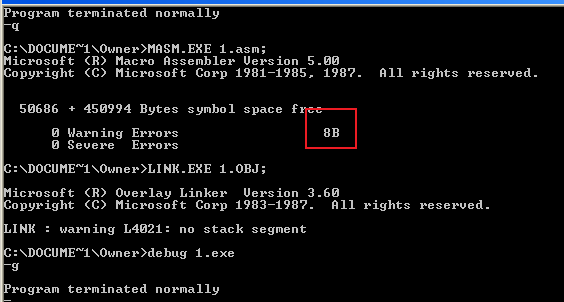 Program terminated normally
-q
C:\DOCUME~1\Owner>MASM.EXE 1.asm;
Microsoft (R) Macro Assembler Version 5.00
Copyright (C) Microsoft Corp 1981-1985, 1987.  All rights reserved.
50686 + 450994 Bytes symbol space free
0 Warning Errors 8B
0 Severe  Errors
C:\DOCUME~1\Owner>LINK.EXE 1.OBJ;
Microsoft (R) Overlay Linker  Version 3.60
Copyright (C) Microsoft Corp 1983-1987.  All rights reserved.
LINK : warning L4021: no stack segment
C:\DOCUME~1\Owner>debug 1.exe
-g
Program terminated normally